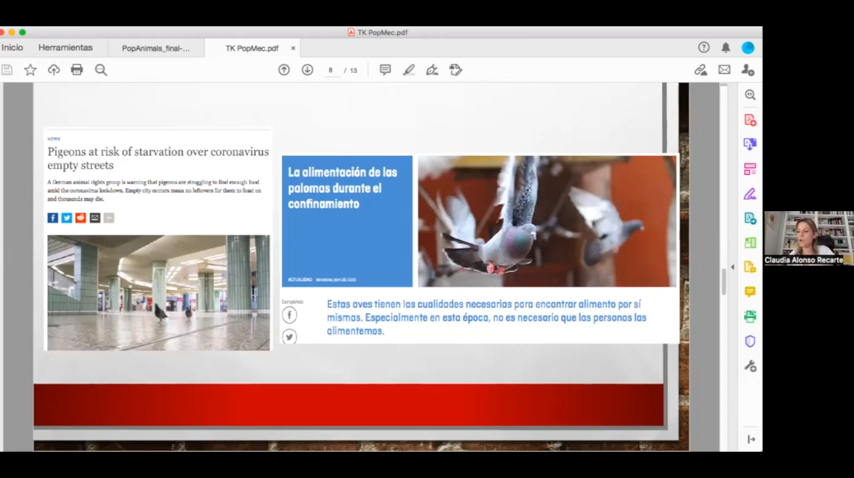 TK PopMec.pdf
Inicio
Herramientas
PopAnimals_final-...
TK PopMec.pdf
×
8 / 13
NEWS
Pigeons at risk of starvation over coronavirus
empty streets
A German animal rights group is warning that pigeons are struggling to find enough food
amid the coronavirus lockdown. Empty city centers mean no leftovers for them to feast on
and thousands may die.
La alimentación de las
palomas durante el
confinamiento
ACTUALIDAD
Estas aves tienen las cualidades necesarias para encontrar alimento por sí
mismas. Especialmente en esta época, no es necesario que las personas las
alimentemos.
Claudia Alonso Recarte